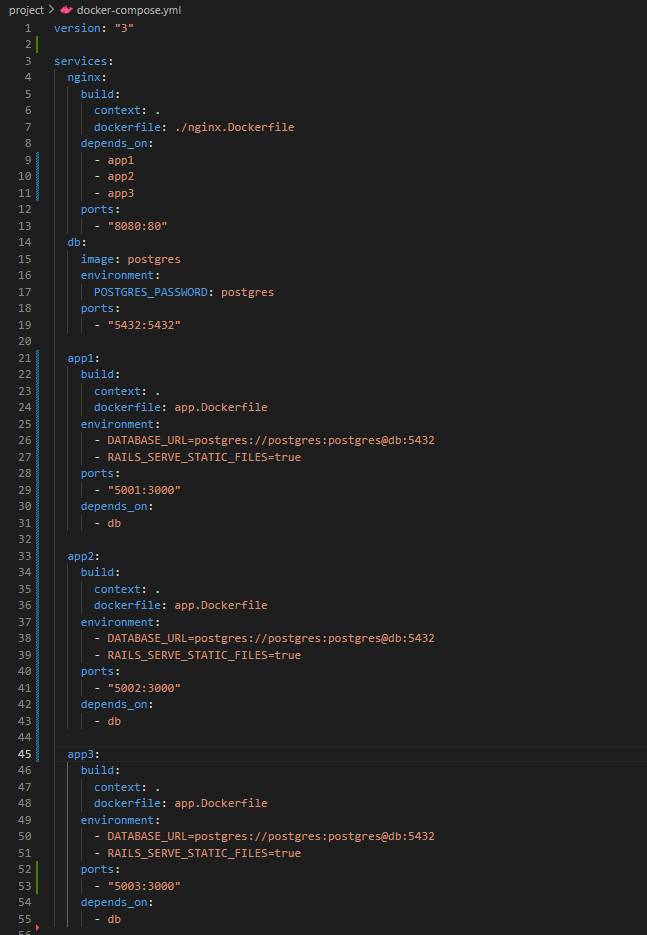 project > docker-compose.yml
1 version: "3"
2
3 services:
4   nginx:
5     build:
6       context: .
7       dockerfile: ./nginx.Dockerfile
8     depends_on:
9       - app1
10       - app2
11       - app3
12     ports:
13       - "8080:80"
14   db:
15     image: postgres
16     environment:
17       POSTGRES_PASSWORD: postgres
18     ports:
19       - "5432:5432"
20
21   app1:
22     build:
23       context: .
24       dockerfile: app.Dockerfile
25     environment:
26       - DATABASE_URL=postgres://postgres:postgres@db:5432
27       - RAILS_SERVE_STATIC_FILES=true
28     ports:
29       - "5001:3000"
30     depends_on:
31       - db
32
33   app2:
34     build:
35       context: .
36       dockerfile: app.Dockerfile
37     environment:
38       - DATABASE_URL=postgres://postgres:postgres@db:5432
39       - RAILS_SERVE_STATIC_FILES=true
40     ports:
41       - "5002:3000"
42     depends_on:
43       - db
44
45   app3:
46     build:
47       context: .
48       dockerfile: app.Dockerfile
49     environment:
50       - DATABASE_URL=postgres://postgres:postgres@db:5432
51       - RAILS_SERVE_STATIC_FILES=true
52     ports:
53       - "5003:3000"
54     depends_on:
55       - db
56